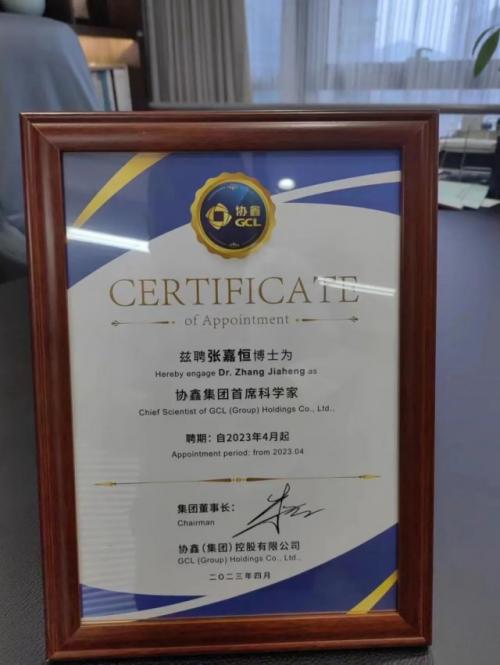 协鑫
GCL
CERTIFICATE
of Appointment
兹聘张嘉恒博士为
Hereby engage Dr. Zhang Jiaheng as
协鑫集团首席科学家
Chief Scientist of GCL (Group) Holdings Co., Ltd.,
聘期：自2023年4月起
Appointment period: from 2023.04
集团董事长：
Chairman
协鑫（集团）控股有限公司
GCL (Group) Holdings Co., Ltd.,
二〇二三年四月